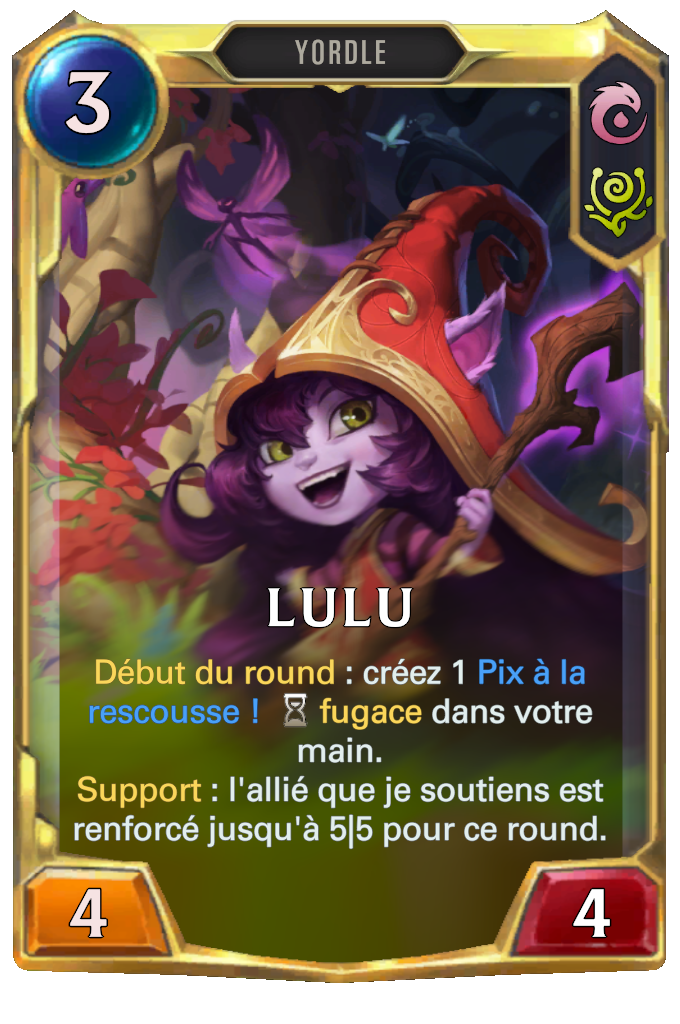 YORDLE
3
LULU
Début du round : créez 1 Pix à la
rescousse ! fugace dans votre
main.
Support : l'allié que je soutiens est
renforcé jusqu'à 5|5 pour ce round.
4
4